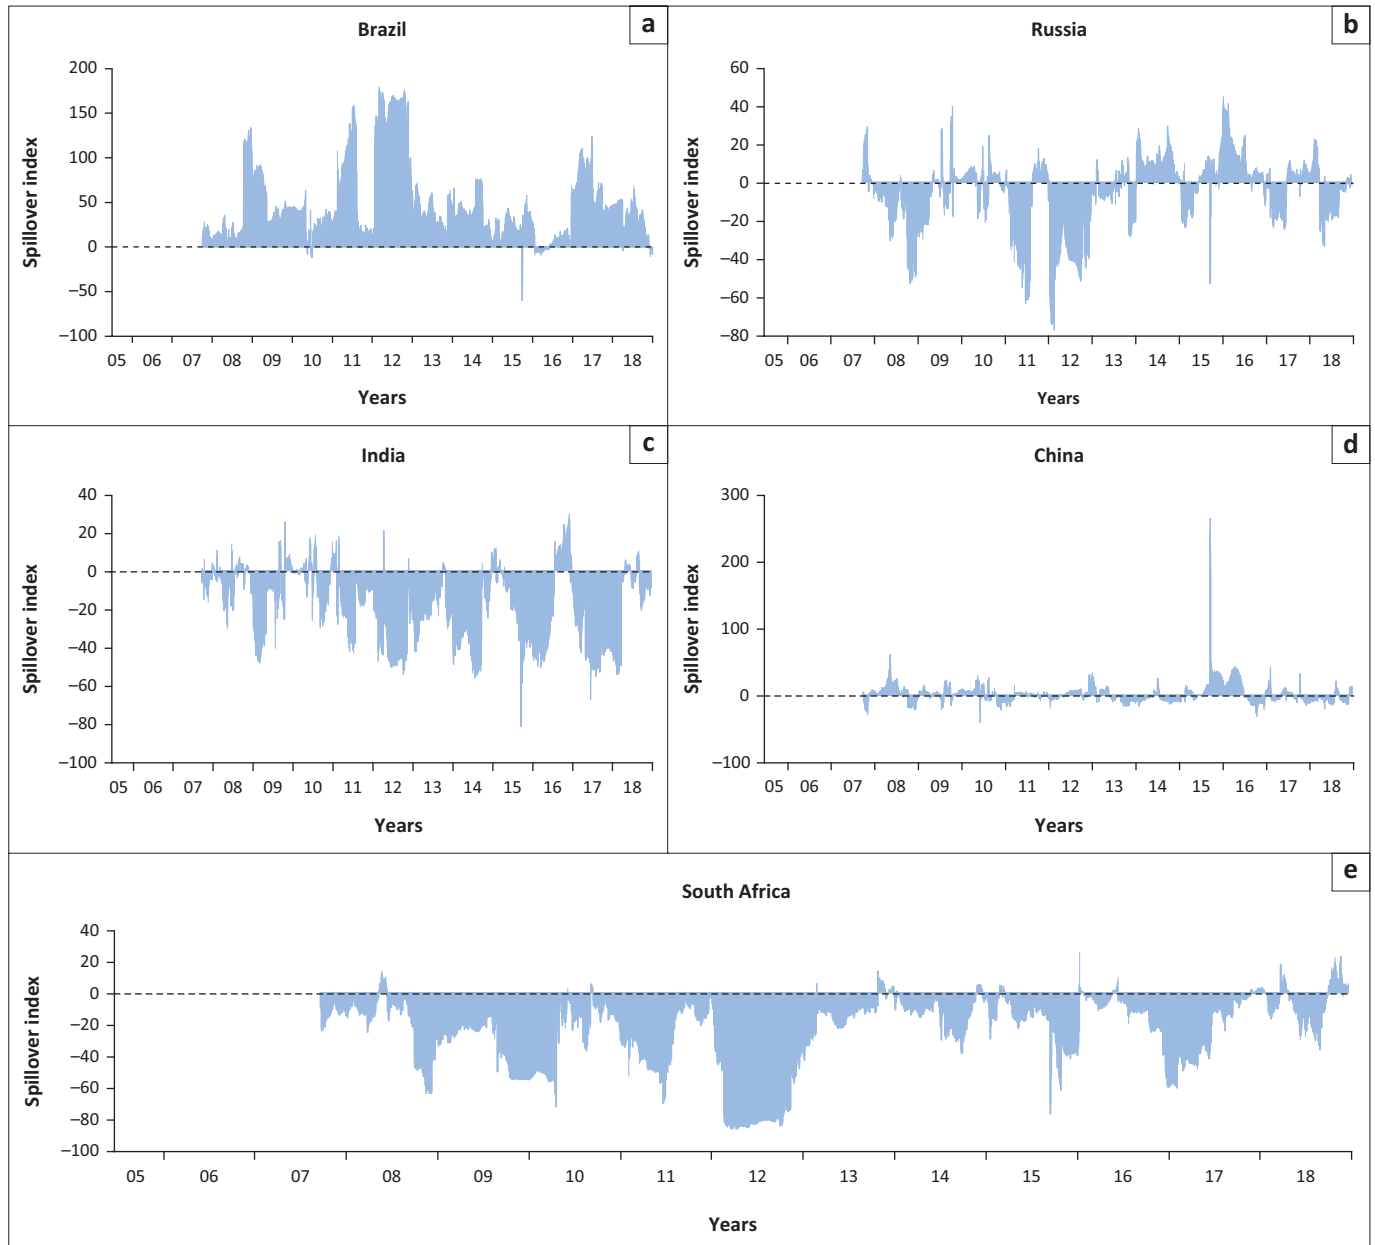 Brazil
a
Spillover index
200
150
100
50
0
−50
−100
05 06 07 08 09 10 11 12 13 14 15 16 17 18
Years
Russia
b
Spillover index
60
40
20
0
−20
−40
−60
−80
05 06 07 08 09 10 11 12 13 14 15 16 17 18
Years
India
c
Spillover index
40
20
0
−20
−40
−60
−80
−100
05 06 07 08 09 10 11 12 13 14 15 16 17 18
Years
China
d
Spillover index
300
200
100
0
−100
05 06 07 08 09 10 11 12 13 14 15 16 17 18
Years
South Africa
e
Spillover index
40
20
0
−20
−40
−60
−80
−100
05 06 07 08 09 10 11 12 13 14 15 16 17 18
Years